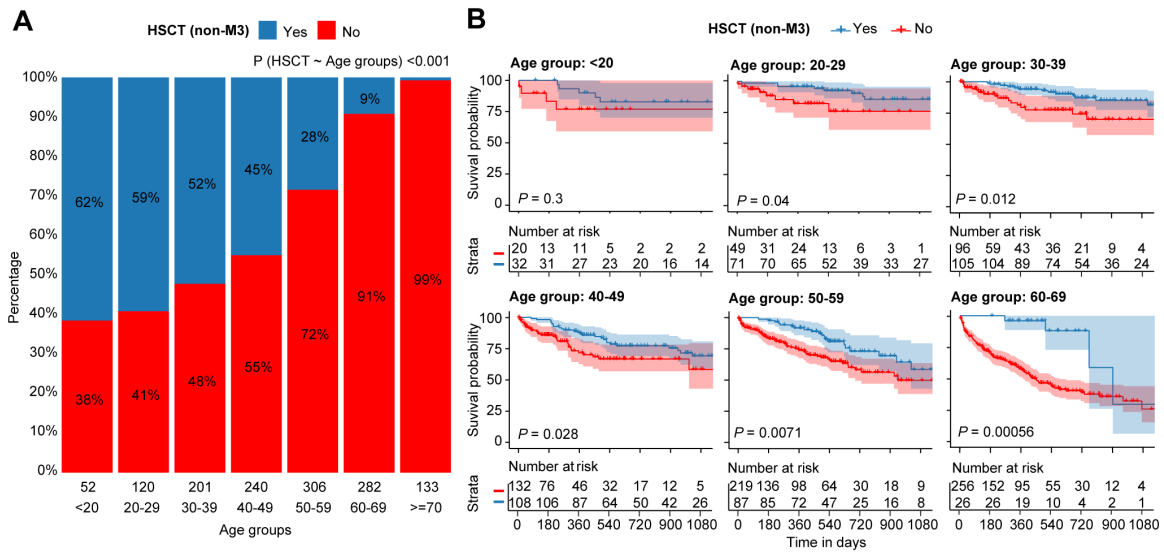 A
HSCT (non-M3) Yes No
P (HSCT ~ Age groups) <0.001
Percentage
100%
90%
80%
70%
60%
50%
40%
30%
20%
10%
0%
62% 59% 52% 45% 28% 9%
38% 41% 48% 55% 72% 91% 99%
52 120 201 240 306 282 133
<20 20-29 30-39 40-49 50-59 60-69 >=70
Age groups
B
HSCT (non-M3) Yes No
Age group: <20
Suvival probability
100
75
50
25
0
P = 0.3
Number at risk
Strata
20 13 11 5 2 2 2
32 31 27 23 20 16 14
Age group: 20-29
P = 0.04
Number at risk
49 31 24 13 6 3 1
71 70 65 52 39 33 27
Age group: 30-39
P = 0.012
Number at risk
96 59 43 36 21 9 4
105 104 89 74 54 36 24
Age group: 40-49
Suvival probability
100
75
50
25
0
P = 0.028
Number at risk
Strata
132 76 46 32 17 12 5
108 106 87 64 50 42 26
0 180 360 540 720 900 1080
Age group: 50-59
P = 0.0071
Number at risk
219 136 98 64 30 18 9
87 85 72 47 25 16 8
0 180 360 540 720 900 1080
Age group: 60-69
P = 0.00056
Number at risk
256 152 95 55 30 12 4
26 26 19 10 4 2 1
0 180 360 540 720 900 1080
Time in days